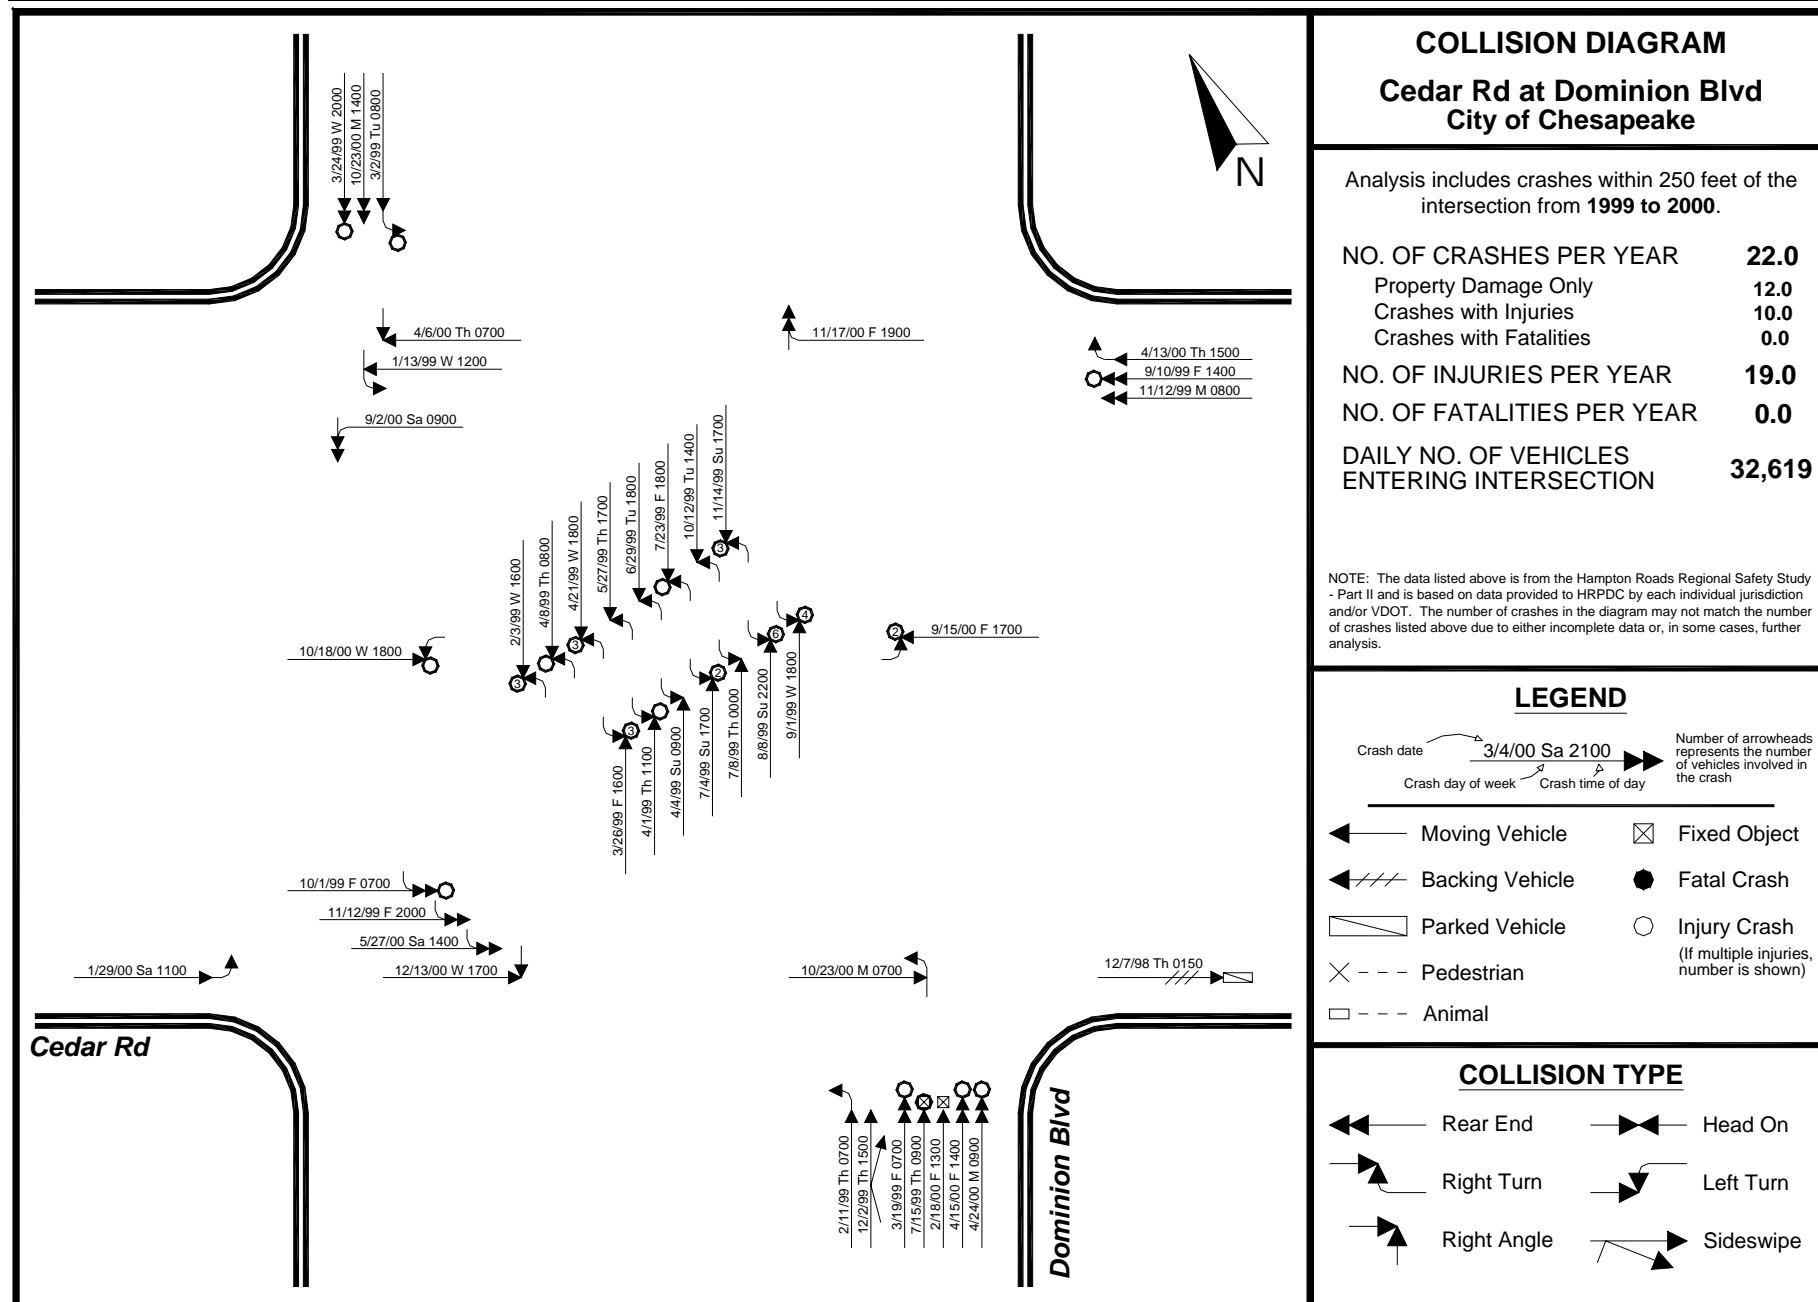 3/24/99 W 2000
10/23/00 M 1400
3/2/99 Tu 0800
N
4/6/00 Th 0700
1/13/99 W 1200
9/2/00 Sa 0900
11/17/00 F 1900
4/13/00 Th 1500
9/10/99 F 1400
11/12/99 M 0800
2/3/99 W 1600
4/8/99 Th 0800
4/21/99 W 1800
5/27/99 Th 1700
6/29/99 Tu 1800
7/23/99 F 1800
10/12/99 Tu 1400
11/14/99 Su 1700
3
3
3
10/18/00 W 1800
9/15/00 F 1700
2
3/26/99 F 1600
4/1/99 Th 1100
4/4/99 Su 0900
7/4/99 Su 1700
7/8/99 Th 0000
8/8/99 Su 2200
9/1/99 W 1800
3
2
6
4
10/1/99 F 0700
11/12/99 F 2000
5/27/00 Sa 1400
1/29/00 Sa 1100
12/13/00 W 1700
10/23/00 M 0700
12/7/98 Th 0150
Cedar Rd
2/11/99 Th 0700
12/2/99 Th 1500
3/19/99 F 0700
7/15/99 Th 0900
2/18/00 F 1300
4/15/00 F 1400
4/24/00 M 0900
Dominion Blvd
COLLISION DIAGRAM
Cedar Rd at Dominion Blvd
City of Chesapeake
Analysis includes crashes within 250 feet of the
intersection from 1999 to 2000.
NO. OF CRASHES PER YEAR 22.0
Property Damage Only 12.0
Crashes with Injuries 10.0
Crashes with Fatalities 0.0
NO. OF INJURIES PER YEAR 19.0
NO. OF FATALITIES PER YEAR 0.0
DAILY NO. OF VEHICLES
ENTERING INTERSECTION 32,619
NOTE: The data listed above is from the Hampton Roads Regional Safety Study
- Part II and is based on data provided to HRPDC by each individual jurisdiction
and/or VDOT. The number of crashes in the diagram may not match the number
of crashes listed above due to either incomplete data or, in some cases, further
analysis.
LEGEND
Crash date
3/4/00 Sa 2100
Crash day of week
Crash time of day
Number of arrowheads
represents the number
of vehicles involved in
the crash
Moving Vehicle
Fixed Object
Backing Vehicle
Fatal Crash
Parked Vehicle
Injury Crash
(If multiple injuries,
number is shown)
Pedestrian
Animal
COLLISION TYPE
Rear End
Head On
Right Turn
Left Turn
Right Angle
Sideswipe